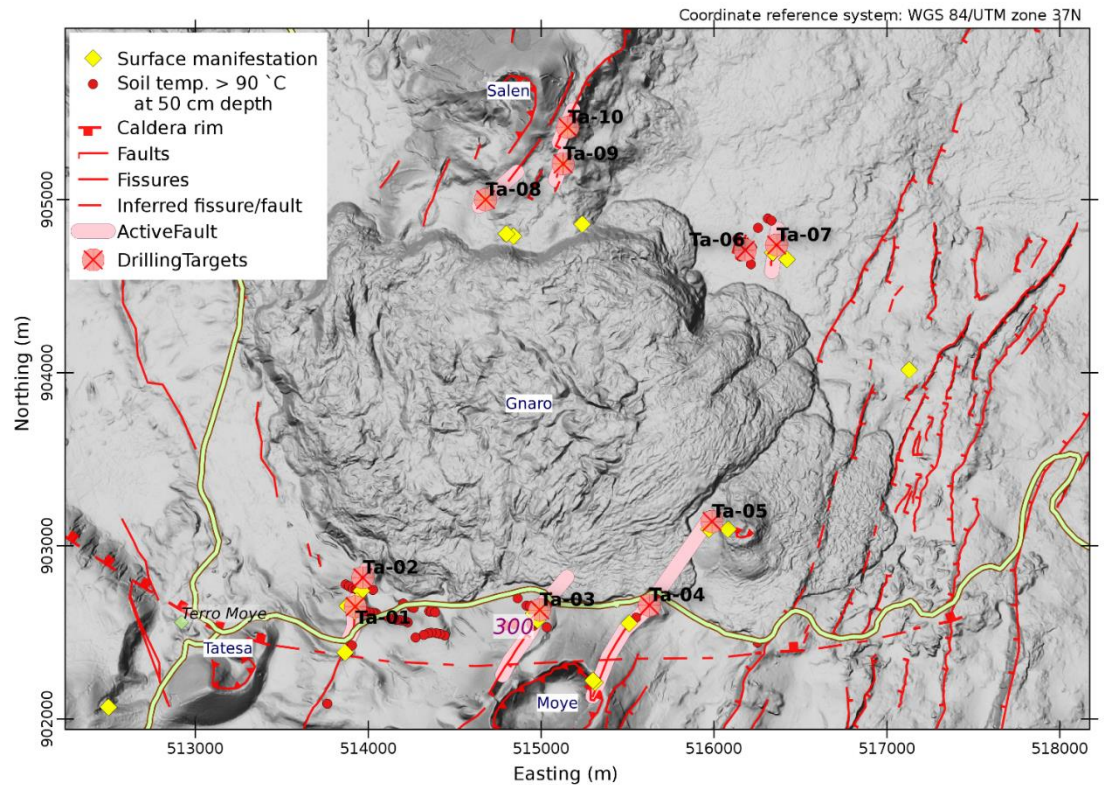 Coordinate reference system: WGS 84/UTM zone 37N
Surface manifestation
Soil temp. > 90 `C
at 50 cm depth
Caldera rim
Faults
Fissures
Inferred fissure/fault
ActiveFault
DrillingTargets
Salen
Ta-10
Ta-09
Ta-08
Ta-06
Ta-07
Gnaro
Ta-05
Ta-02
Ta-01
Ta-03
Ta-04
300
Terro Moye
Tatesa
Moye
905000
904000
903000
902000
Northing (m)
513000
514000
515000
516000
517000
518000
Easting (m)